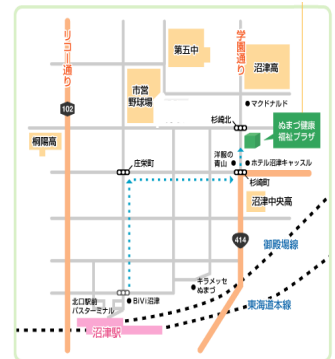 リコー通り
学園通り
第五中
沼津高
市営
野球場
マクドナルド
102
杉崎北
ぬまづ健康
福祉プラザ
桐陽高
庄栄町
洋服の
青山
ホテル沼津キャッスル
杉崎町
沼津中央高
414
御殿場線
キラメッセ
ぬまづ
北口駅前
バスターミナル
BiVi沼津
東海道本線
沼津駅